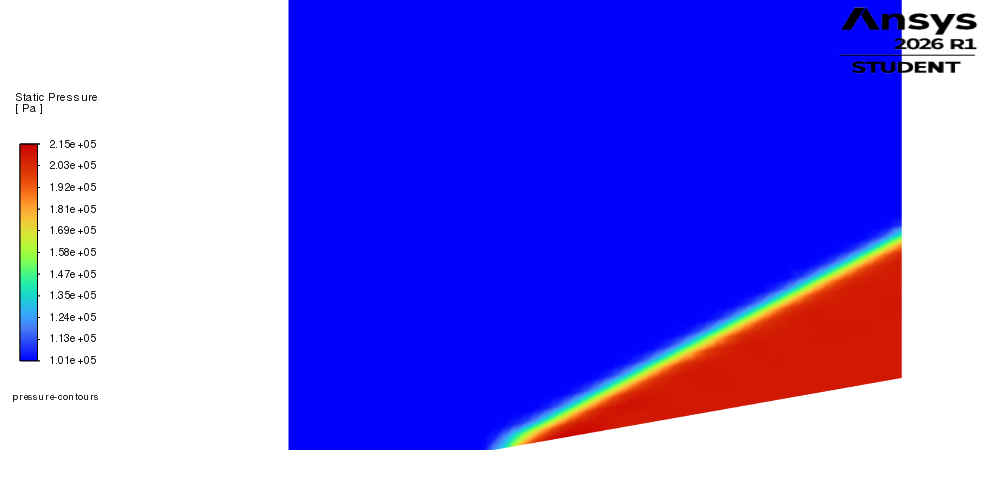 Ansys
2026 R1
STUDENT
Static Pressure
[ Pa ]
2.15e+05
2.03e+05
1.92e+05
1.81e+05
1.69e+05
1.58e+05
1.47e+05
1.35e+05
1.24e+05
1.13e+05
1.01e+05
pressure-contours